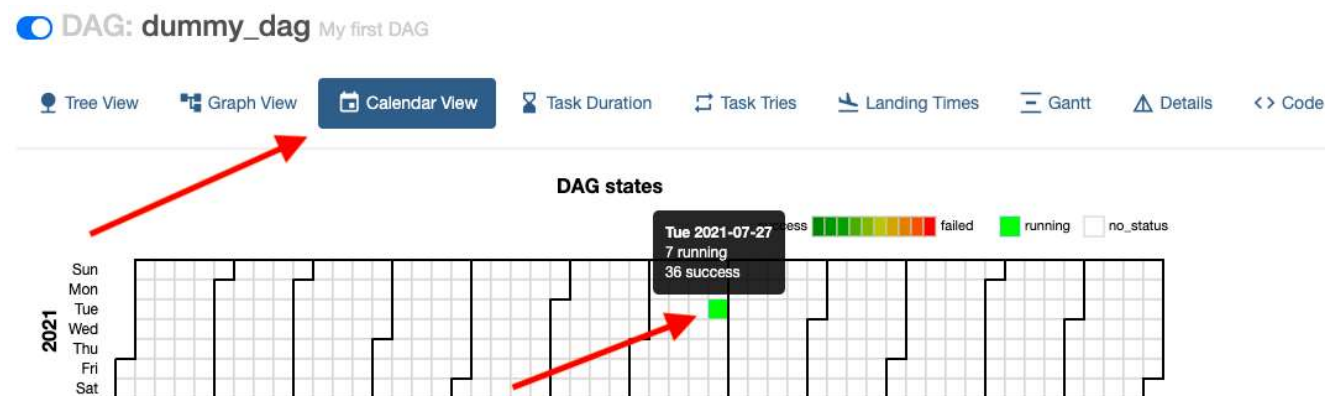 DAG: dummy_dag My first DAG
Tree View Graph View Calendar View Task Duration Task Tries Landing Times Gantt Details <> Code
DAG states
Tue 2021-07-27
7 running
36 success
failed running no_status
2021
Sun
Mon
Tue
Wed
Thu
Fri
Sat